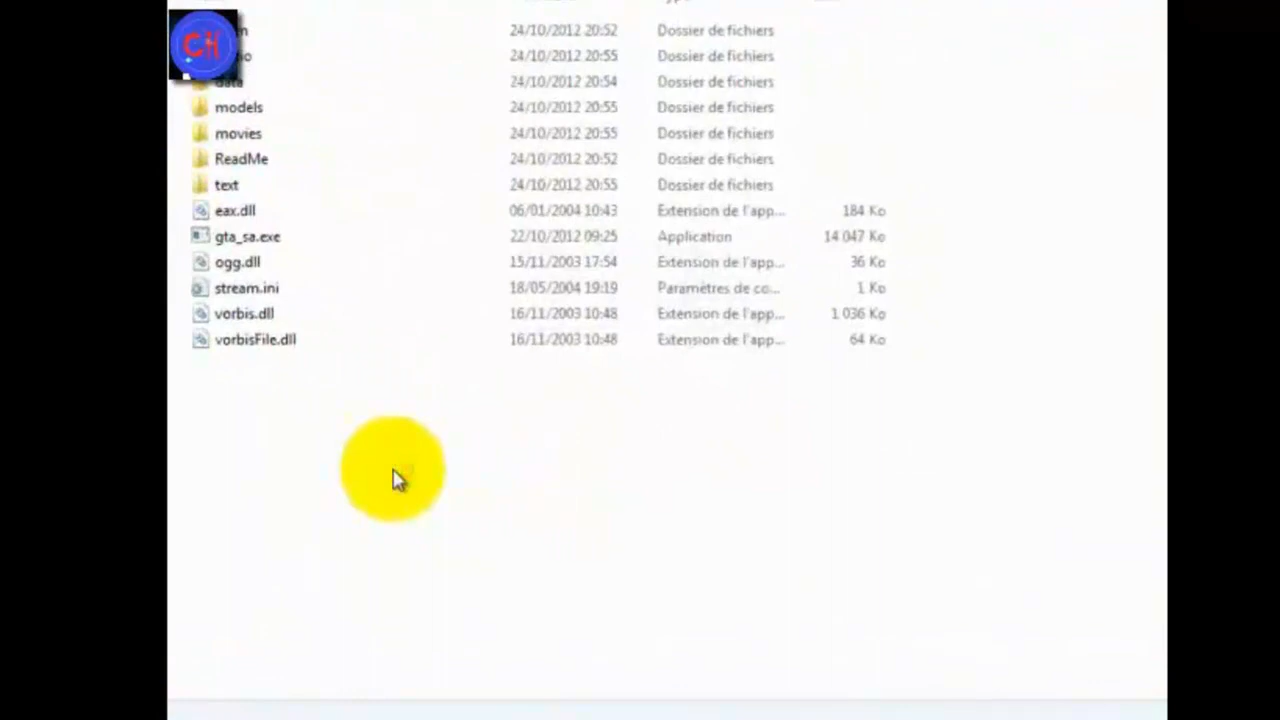 CH
24/10/2012 20:52 Dossier de fichiers
24/10/2012 20:55 Dossier de fichiers
data 24/10/2012 20:54 Dossier de fichiers
models 24/10/2012 20:55 Dossier de fichiers
movies 24/10/2012 20:55 Dossier de fichiers
ReadMe 24/10/2012 20:52 Dossier de fichiers
text 24/10/2012 20:55 Dossier de fichiers
eax.dll 06/01/2004 10:43 Extension de l'app... 184 Ko
gta_sa.exe 22/10/2012 09:25 Application 14 047 Ko
ogg.dll 15/11/2003 17:54 Extension de l'app... 36 Ko
stream.ini 18/05/2004 19:19 Paramètres de co... 1 Ko
vorbis.dll 16/11/2003 10:48 Extension de l'app... 1 036 Ko
vorbisFile.dll 16/11/2003 10:48 Extension de l'app... 64 Ko